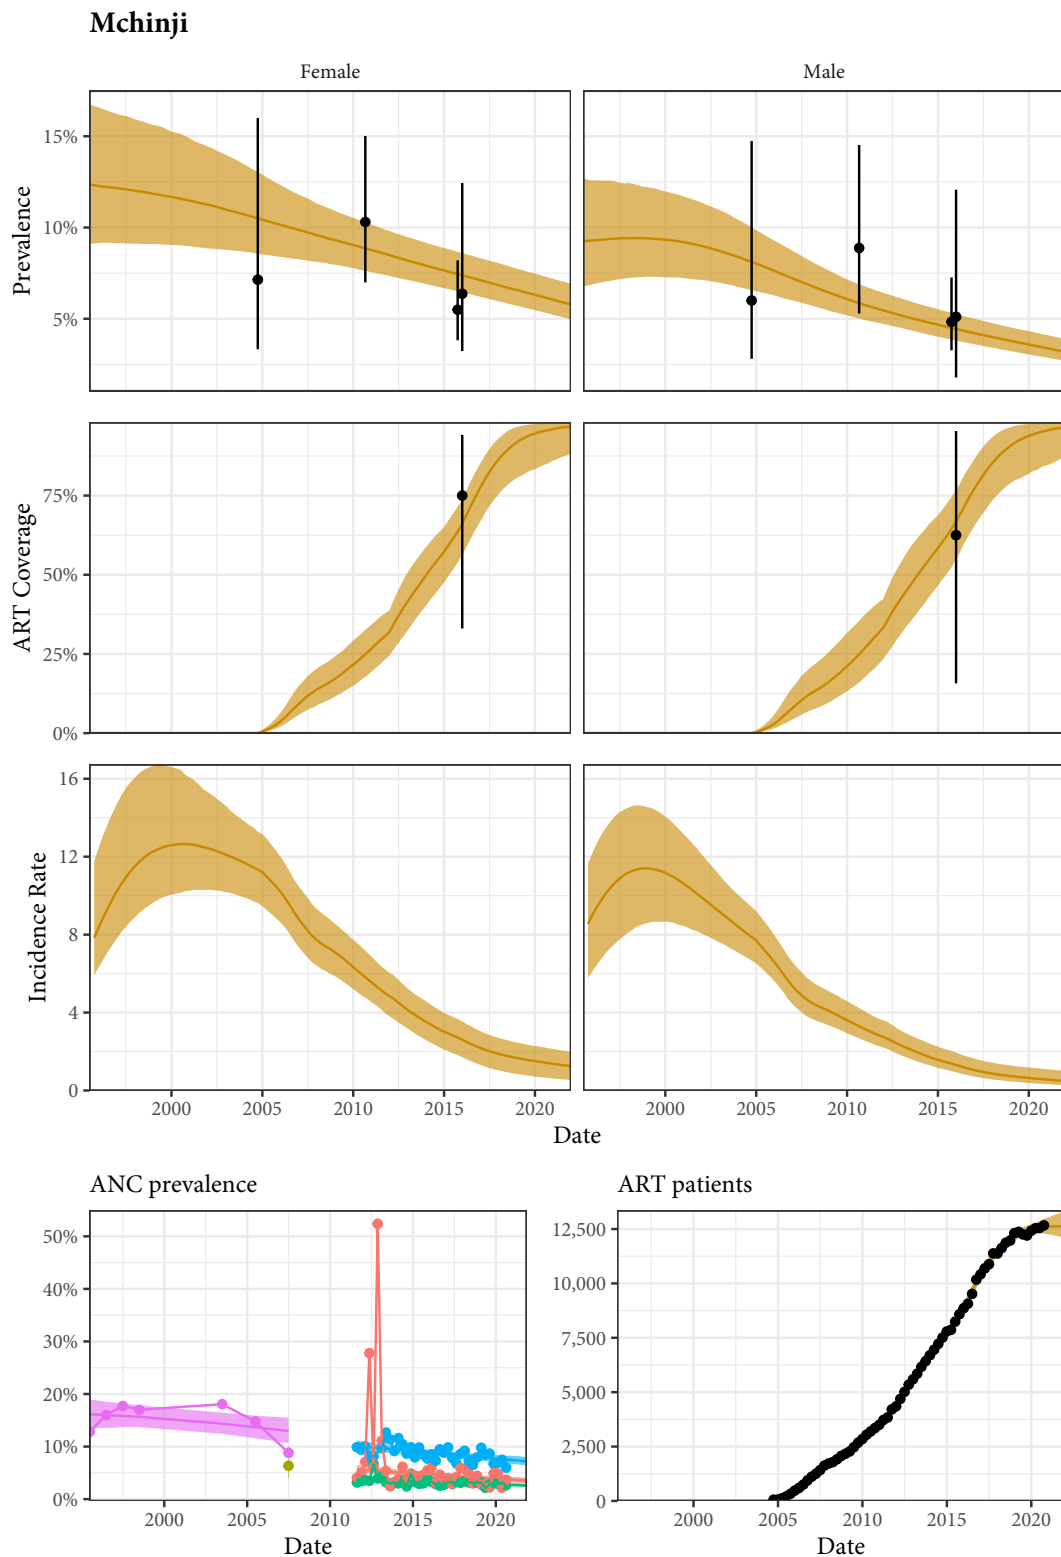 Mchinji
Female
Male
Prevalence
15%
10%
5%
ART Coverage
75%
50%
25%
0%
Incidence Rate
16
12
8
4
0
2000 2005 2010 2015 2020
2000 2005 2010 2015 2020
Date
ANC prevalence
50%
40%
30%
20%
10%
0%
2000 2005 2010 2015 2020
Date
ART patients
12,500
10,000
7,500
5,000
2,500
0
2000 2005 2010 2015 2020
Date